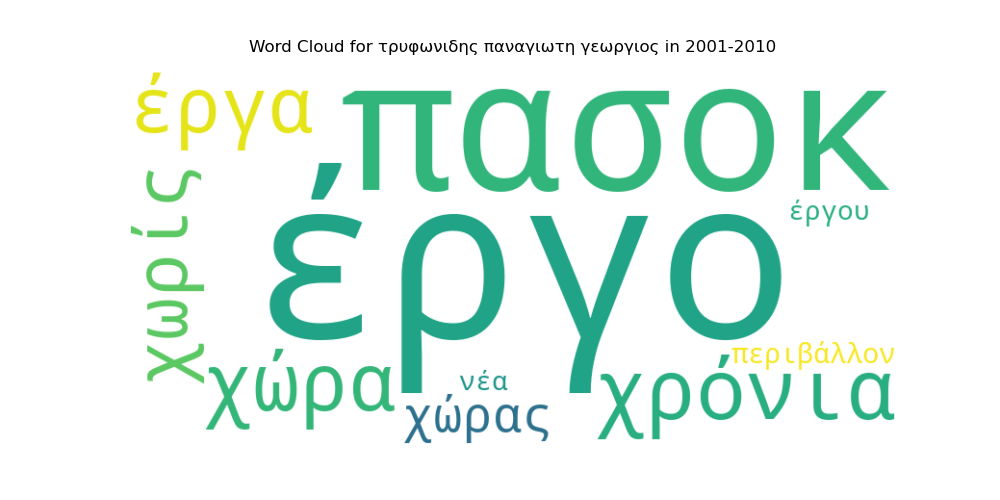 Word Cloud for τρυφωνιδης παναγιωτη γεωργιος in 2001-2010
έργα
πασοκ
χωρίς
έργου
έργο
περιβάλλον
χώρα
νέα
χρόνια
χώρας